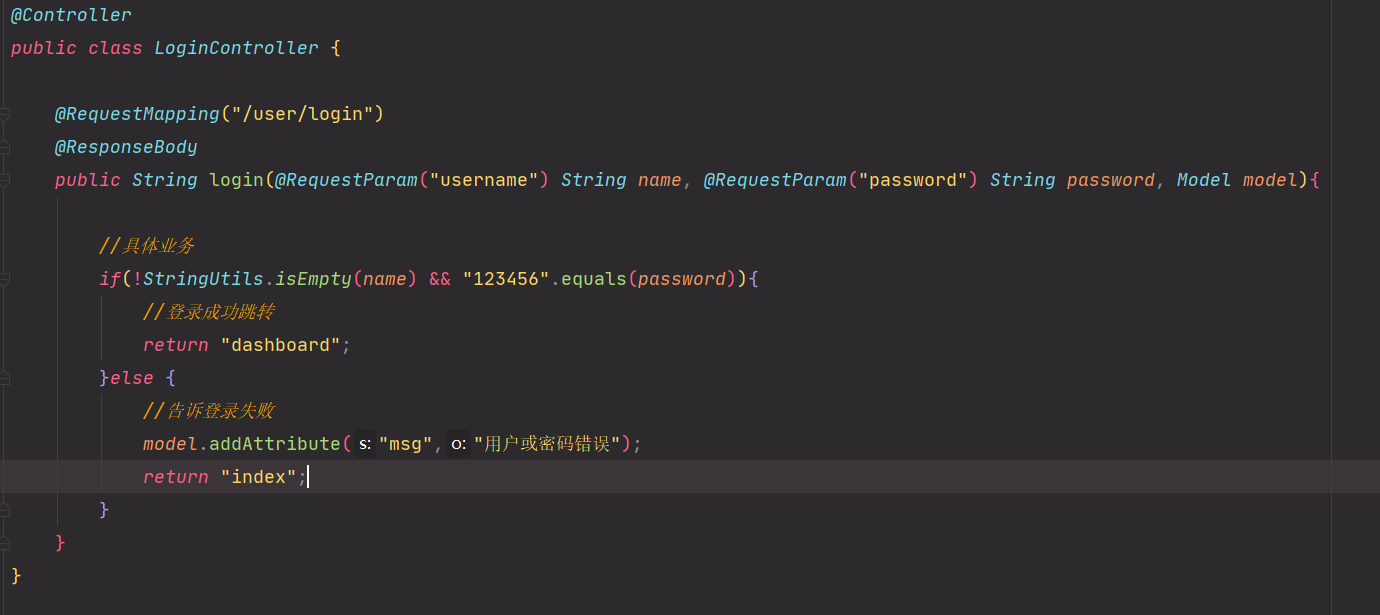 @Controller
public class LoginController {
@RequestMapping("/user/login")
@ResponseBody
public String login(@RequestParam("username") String name, @RequestParam("password") String password, Model model){
//具体业务
if(!StringUtils.isEmpty(name) && "123456".equals(password)){
//登录成功跳转
return "dashboard";
}else {
//告诉登录失败
model.addAttribute( s: "msg", o: "用户或密码错误");
return "index";
}
}
}